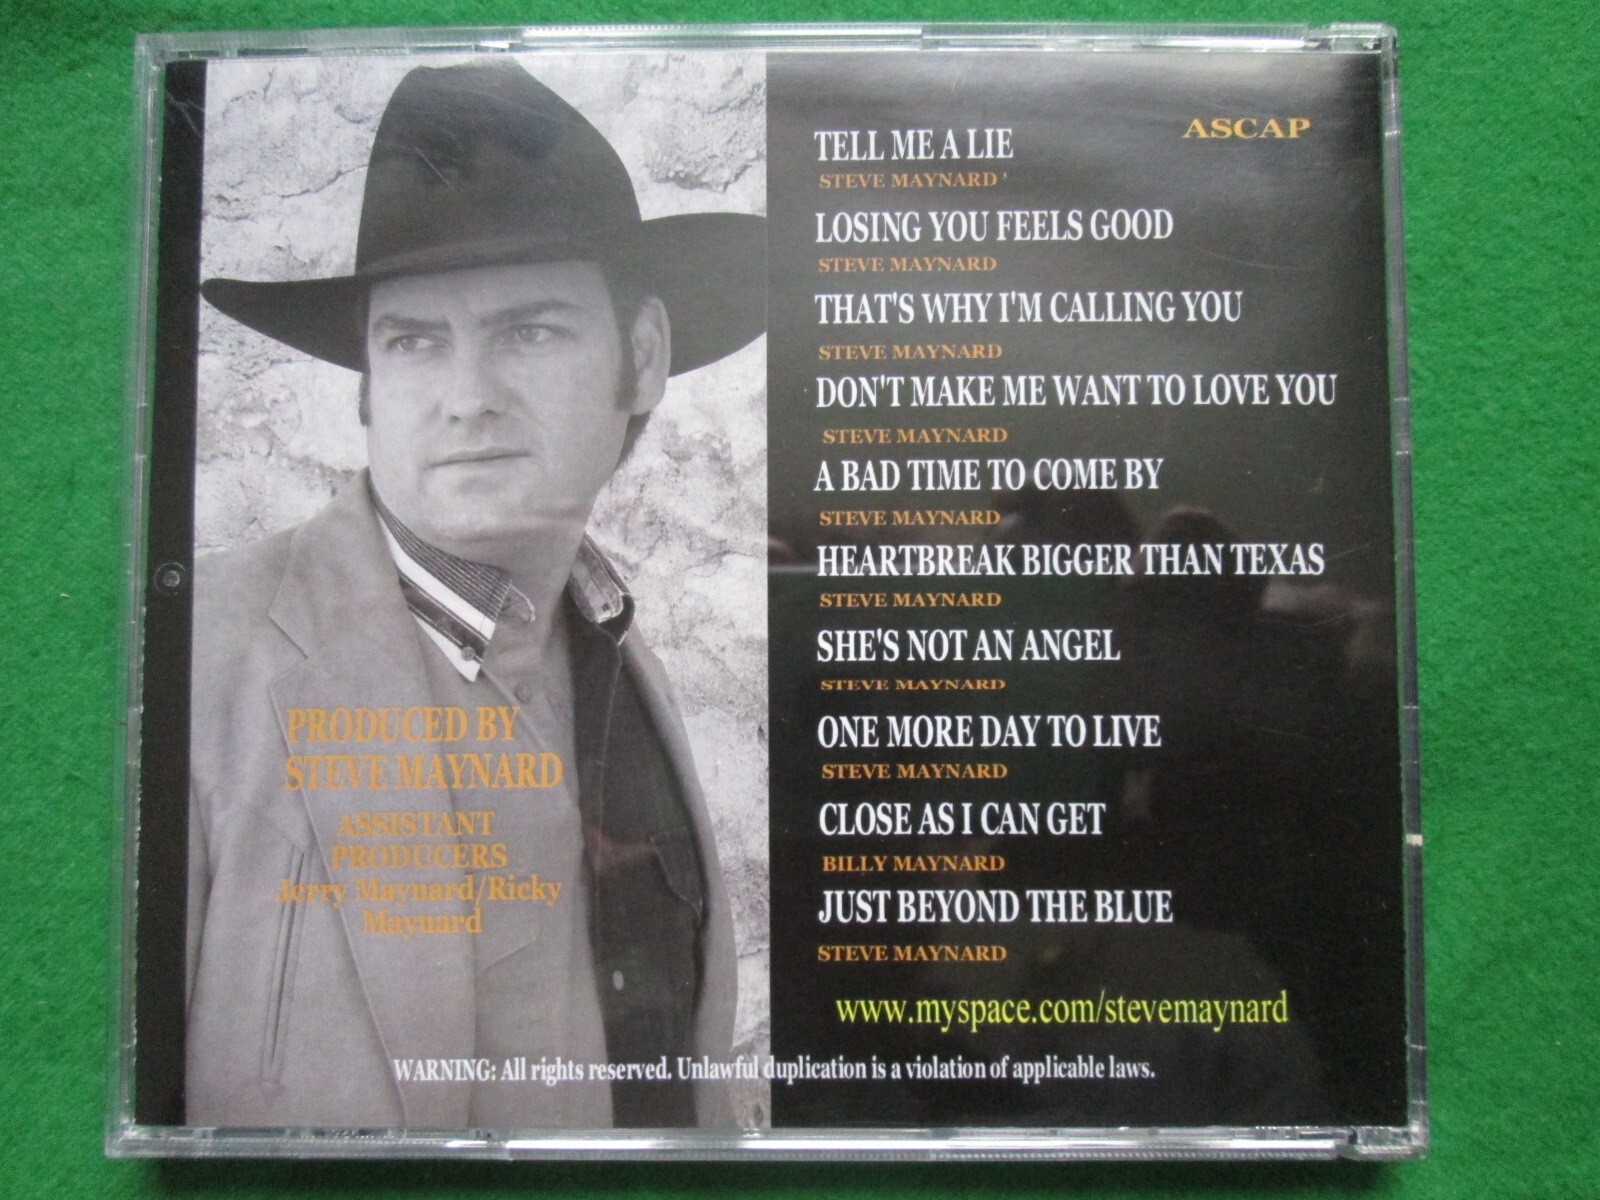 ASCAP
TELL ME A LIE
STEVE MAYNARD
LOSING YOU FEELS GOOD
STEVE MAYNARD
THAT'S WHY I'M CALLING YOU
STEVE MAYNARD
DON'T MAKE ME WANT TO LOVE YOU
STEVE MAYNARD
A BAD TIME TO COME BY
STEVE MAYNARD
HEARTBREAK BIGGER THAN TEXAS
STEVE MAYNARD
SHE'S NOT AN ANGEL
STEVE MAYNARD
ONE MORE DAY TO LIVE
STEVE MAYNARD
CLOSE AS I CAN GET
BILLY MAYNARD
JUST BEYOND THE BLUE
STEVE MAYNARD
www.myspace.com/stevemaynard
PRODUCED BY
STEVE MAYNARD
ASSISTANT
PRODUCERS
Jerry Maynard/Ricky
Maynard
WARNING: All rights reserved. Unlawful duplication is a violation of applicable laws.